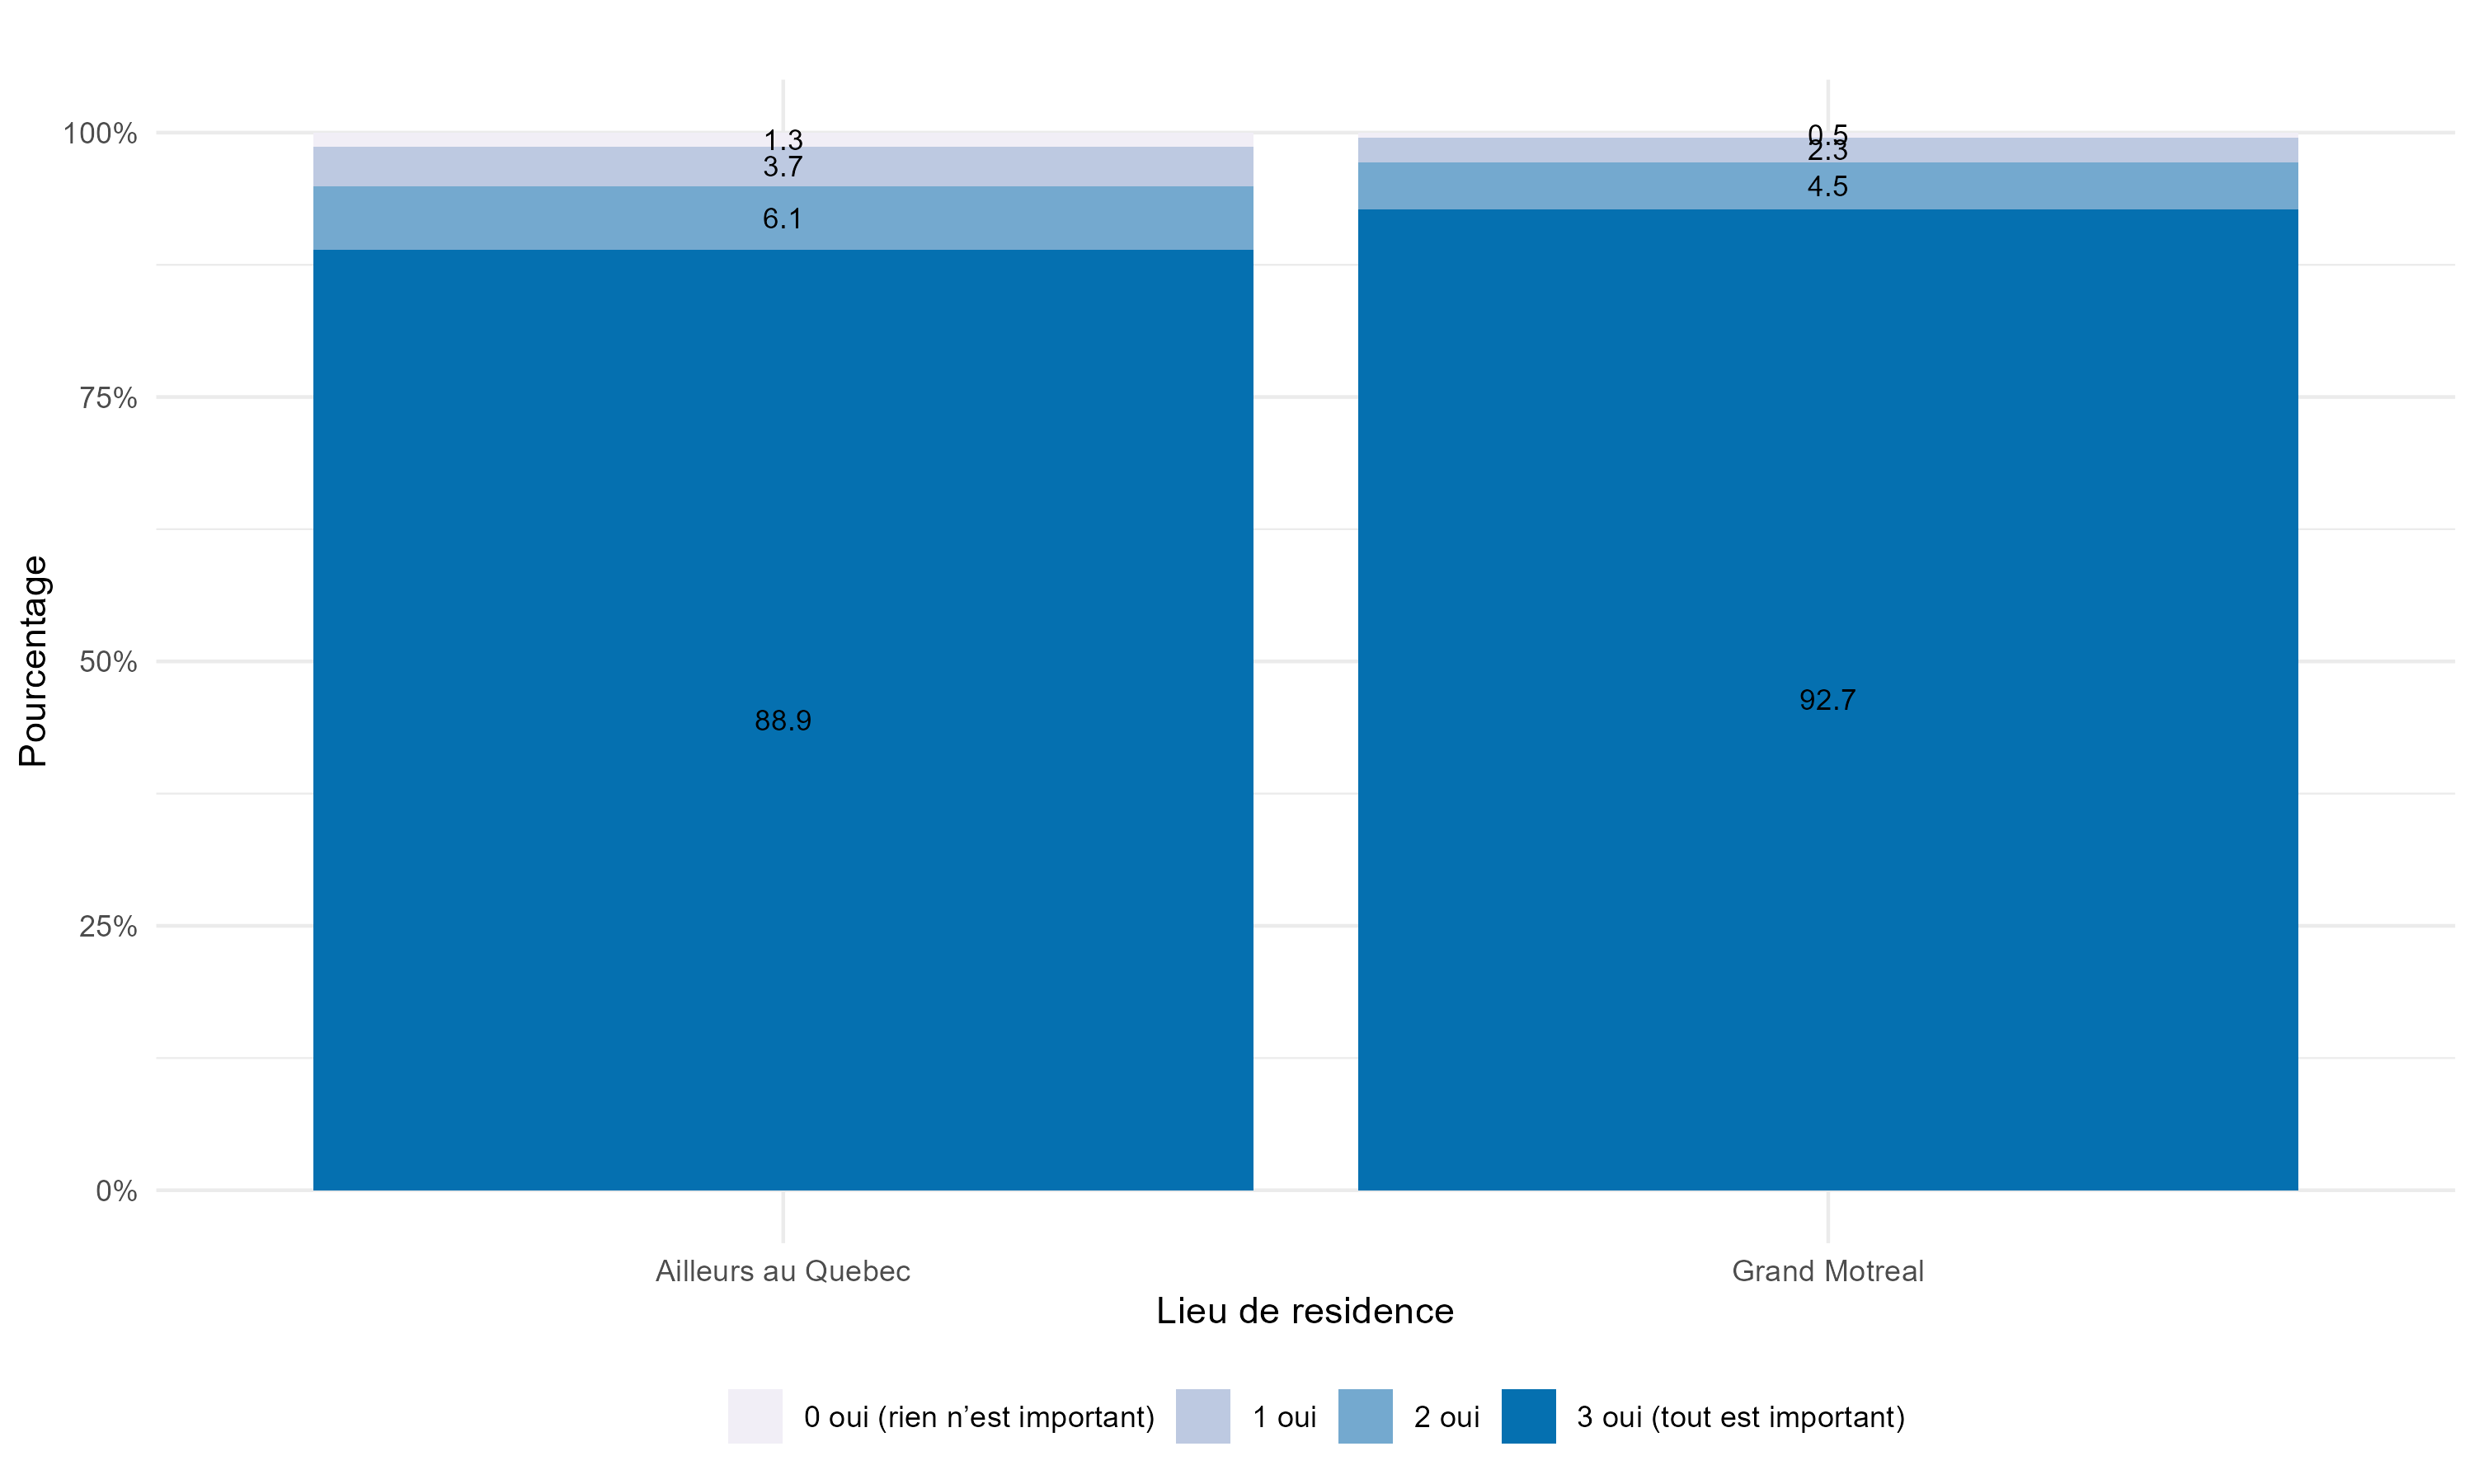 100%
75%
50%
25%
0%
Pourcentage
1.3
3.7
6.1
88.9
0.5
2.3
4.5
92.7
Ailleurs au Quebec
Grand Motreal
Lieu de residence
0 oui (rien n’est important)
1 oui
2 oui
3 oui (tout est important)